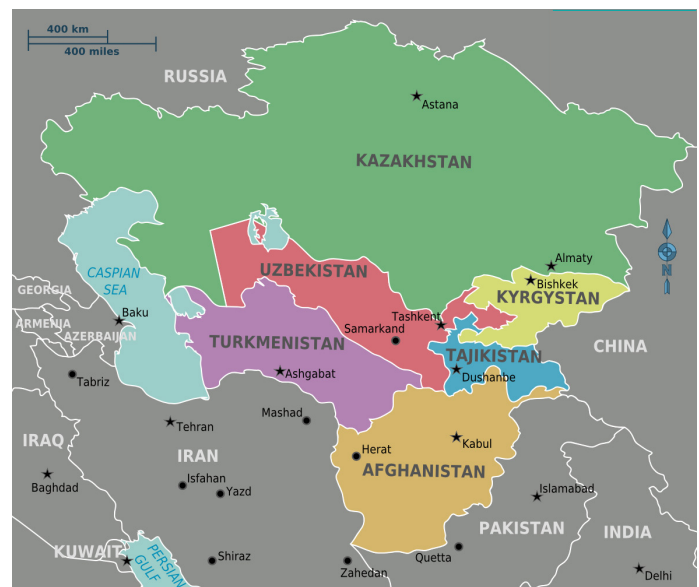 400 km
400 miles
RUSSIA
Astana
KAZAKHSTAN
Almaty
N
UZBEKISTAN
Bishkek
CASPIAN
SEA
KYRGYSTAN
GEORGIA
Baku
ARMENIA
AZERBAIJAN
Tashkent
Samarkand
TURKMENISTAN
CHINA
TAJIKISTAN
Dushanbe
Ashgabat
Tabriz
Mashad
Tehran
IRAQ
IRAN
Herat
Kabul
AFGHANISTAN
Baghdad
Isfahan
Yazd
Islamabad
PAKISTAN
INDIA
KUWAIT
PERSIAN
GULF
Shiraz
Zahedan
Quetta
Delhi